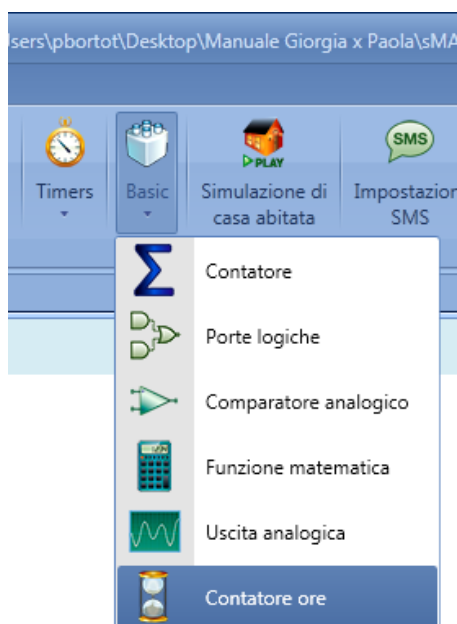 sers\pbortot\Desktop\Manuale Giorgia x Paola\sMA
SMS
PLAY
Timers
Basic
Simulazione di
casa abitata
Impostazion
SMS
Contatore
Porte logiche
Comparatore analogico
Funzione matematica
Uscita analogica
Contatore ore